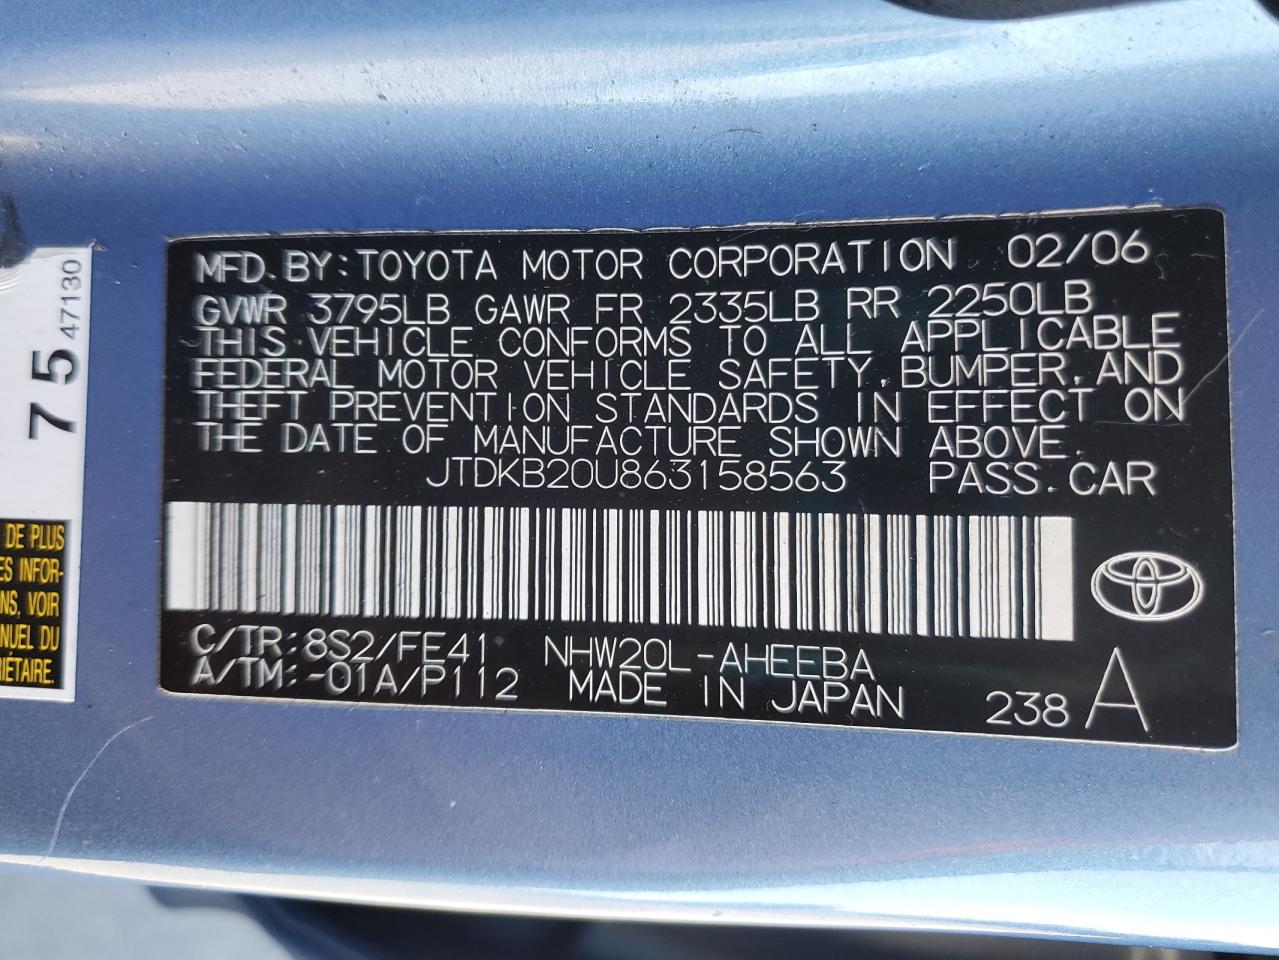 MFD. BY: TOYOTA MOTOR CORPORATION 02/06
GVWR 3795LB GAWR FR 2335LB RR 2250LB
THIS VEHICLE CONFORMS TO ALL APPLICABLE
FEDERAL MOTOR VEHICLE SAFETY, BUMPER, AND
THEFT PREVENTION STANDARDS IN EFFECT ON
THE DATE OF MANUFACTURE SHOWN ABOVE.
JTDKB20U863158563 PASS. CAR
C/TR: 8S2/FE41 NHW20L-AHEEBA
A/TM: -01A/P112 MADE IN JAPAN 238 A
75 47130
DE PLUS
ES INFOR-
NS, VOIR
NUEL DU
RIÉTAIRE.